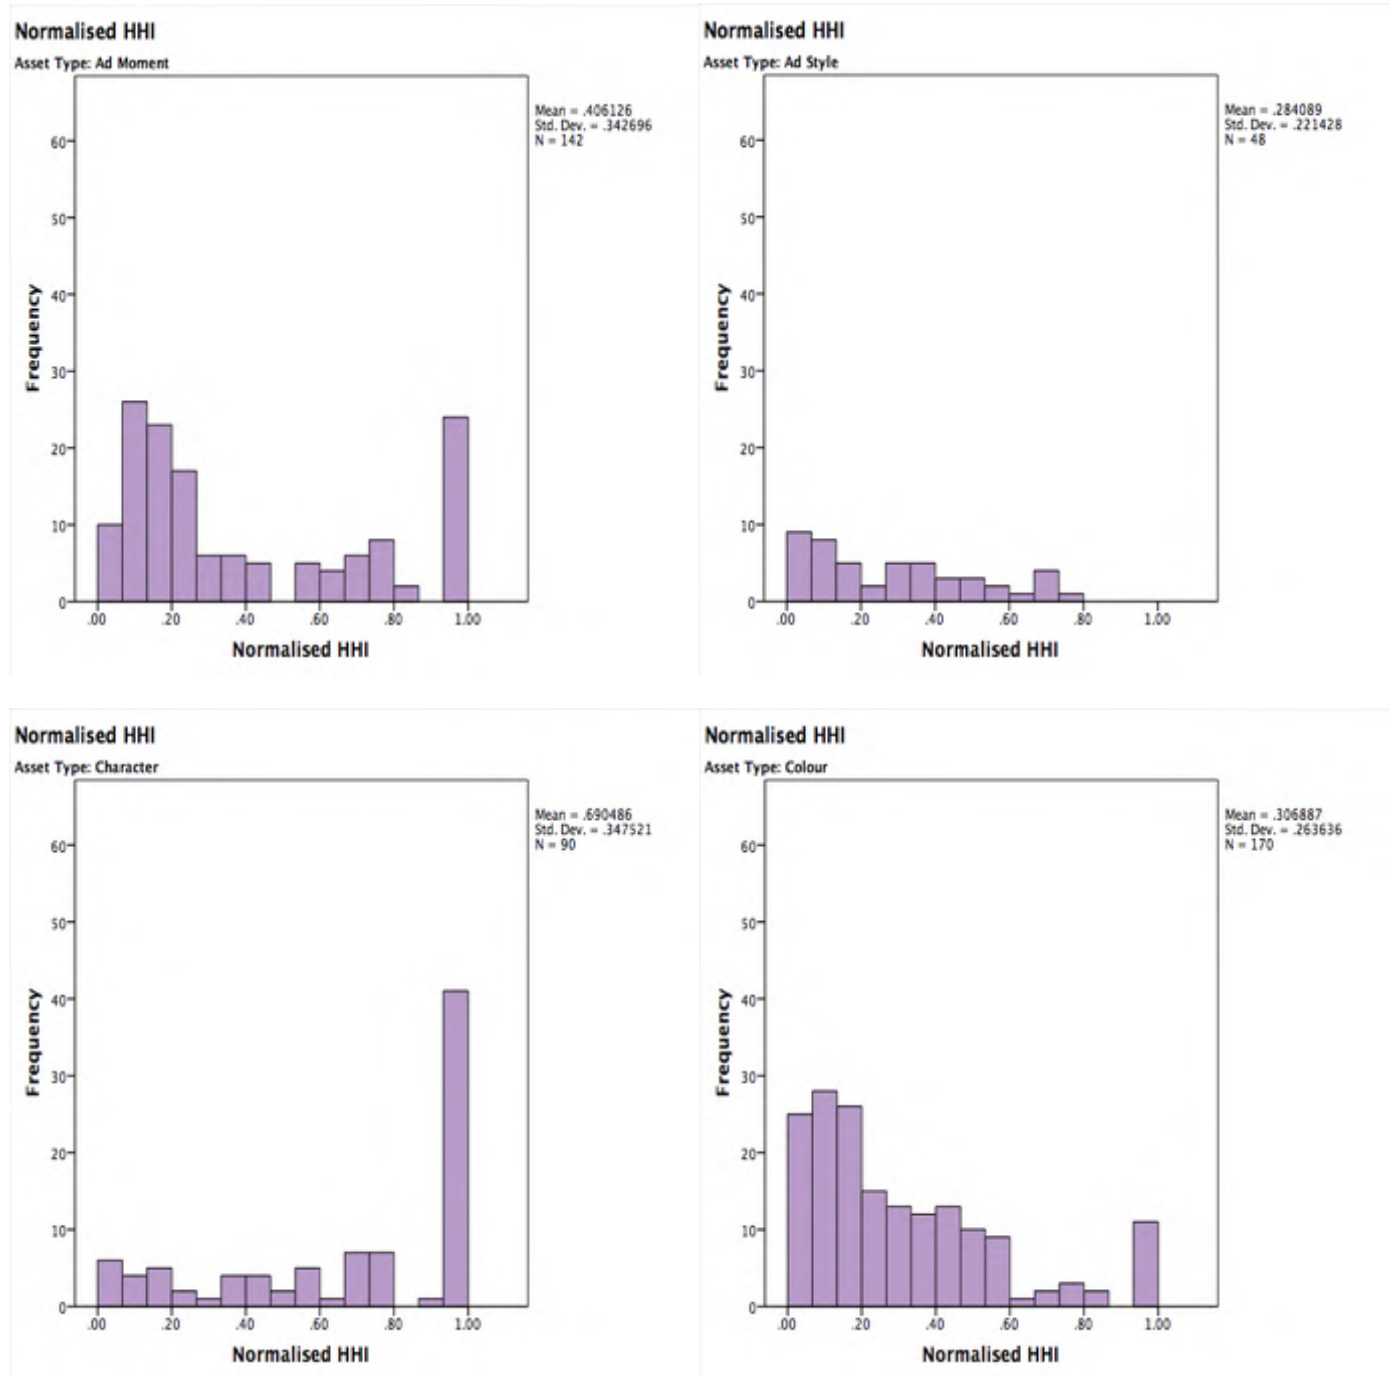 Normalised HHI
Asset Type: Ad Moment
Mean = .406126
Std. Dev. = .342696
N = 142
60
50
40
30
20
10
0
Frequency
.00 .20 .40 .60 .80 1.00
Normalised HHI
Normalised HHI
Asset Type: Ad Style
Mean = .284089
Std. Dev. = .221428
N = 48
60
50
40
30
20
10
0
Frequency
.00 .20 .40 .60 .80 1.00
Normalised HHI
Normalised HHI
Asset Type: Character
Mean = .690486
Std. Dev. = .347521
N = 90
60
50
40
30
20
10
0
Frequency
.00 .20 .40 .60 .80 1.00
Normalised HHI
Normalised HHI
Asset Type: Colour
Mean = .306887
Std. Dev. = .263636
N = 170
60
50
40
30
20
10
0
Frequency
.00 .20 .40 .60 .80 1.00
Normalised HHI